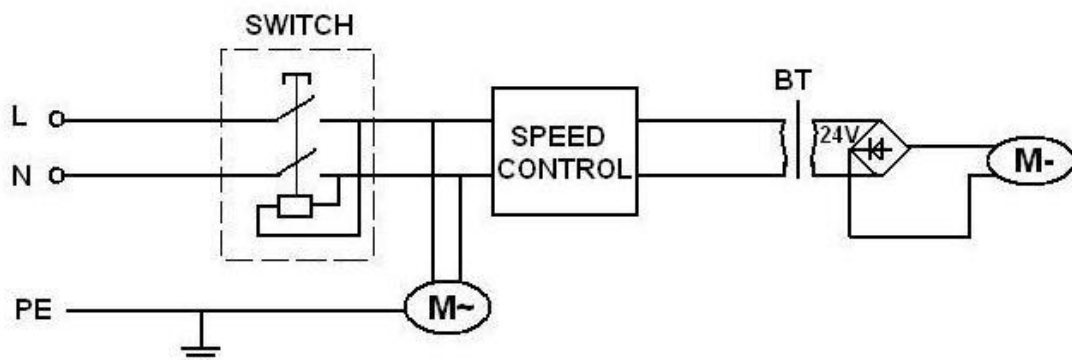 SWITCH
L
N
SPEED
CONTROL
BT
24V
M-
PE
M~